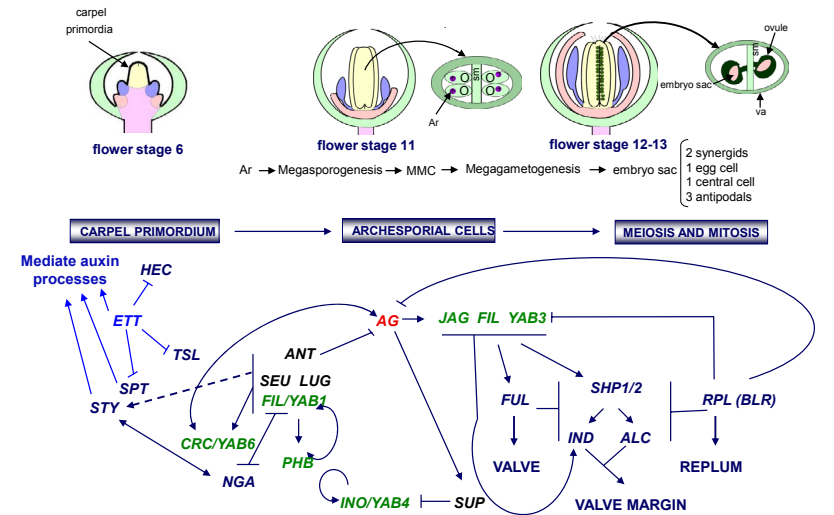 carpel
primordia
flower stage 6
sm
Ar
flower stage 11
sm
ovule
embryo sac
va
flower stage 12-13
Ar Megasporogenesis MMC Megagametogenesis embryo sac
2 synergids
1 egg cell
1 central cell
3 antipodals
CARPEL PRIMORDIUM ARCHESPORIAL CELLS MEIOSIS AND MITOSIS
Mediate auxin
processes
HEC
ETT
TSL
SPT
STY
AG
JAG FIL YAB3
ANT
SEU LUG
FIL/YAB1
CRC/YAB6
PHB
NGA
INO/YAB4
SUP
FUL
SHP1/2
RPL (BLR)
IND
ALC
VALVE
REPLUM
VALVE MARGIN